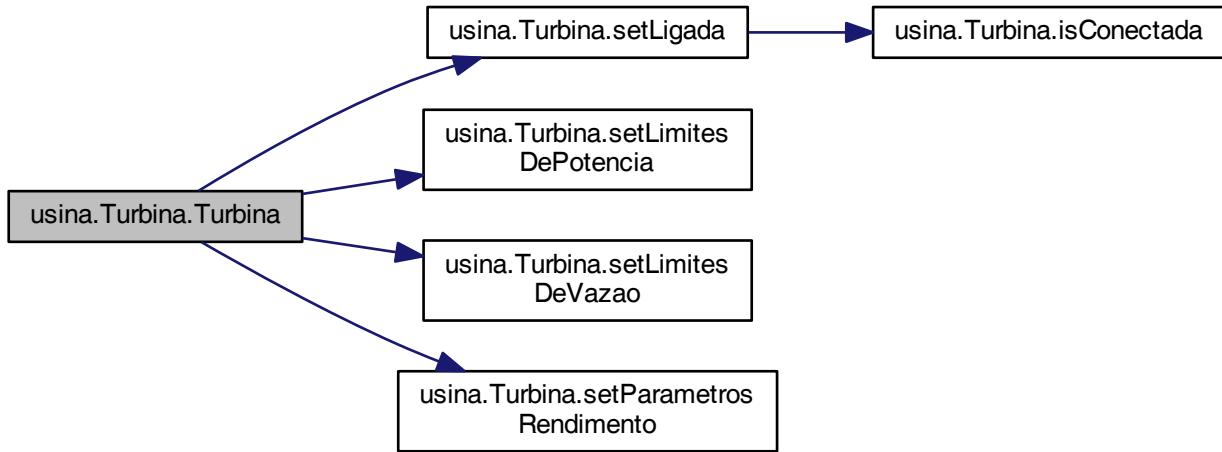 usina.Turbina.setLigada
usina.Turbina.isConectada
usina.Turbina.setLimites
DePotencia
usina.Turbina.Turbina
usina.Turbina.setLimites
DeVazao
usina.Turbina.setParametros
Rendimento